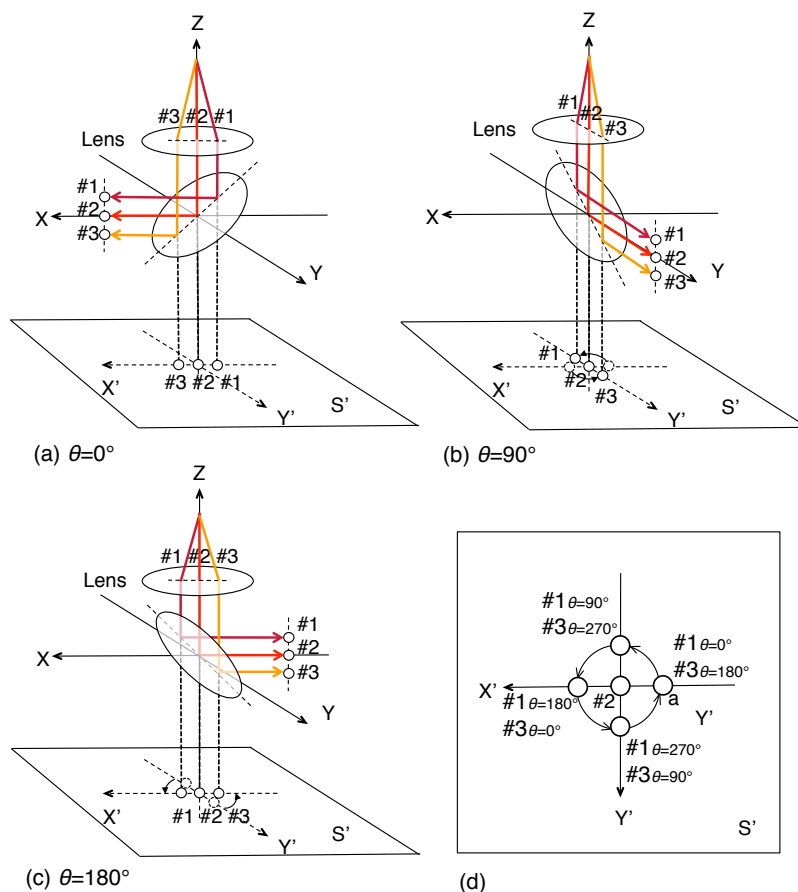 Z
#3 #2 #1
Lens
#1
#2
#3
X
Y
#3 #2 #1
X’
Y’
S’
(a) θ=0°
Z
#1
#2
#3
Lens
X
#1
#2
#3
Y
#1
#2
#3
X’
Y’
S’
(b) θ=90°
Z
#1 #2 #3
Lens
#1
#2
#3
X
Y
#1 #2 #3
X’
Y’
S’
(c) θ=180°
#1θ=90°
#3θ=270°
#1θ=0°
#3θ=180°
X’
#2
a
#1θ=180°
#3θ=0°
Y’
#1θ=270°
#3θ=90°
Y’
S’
(d)